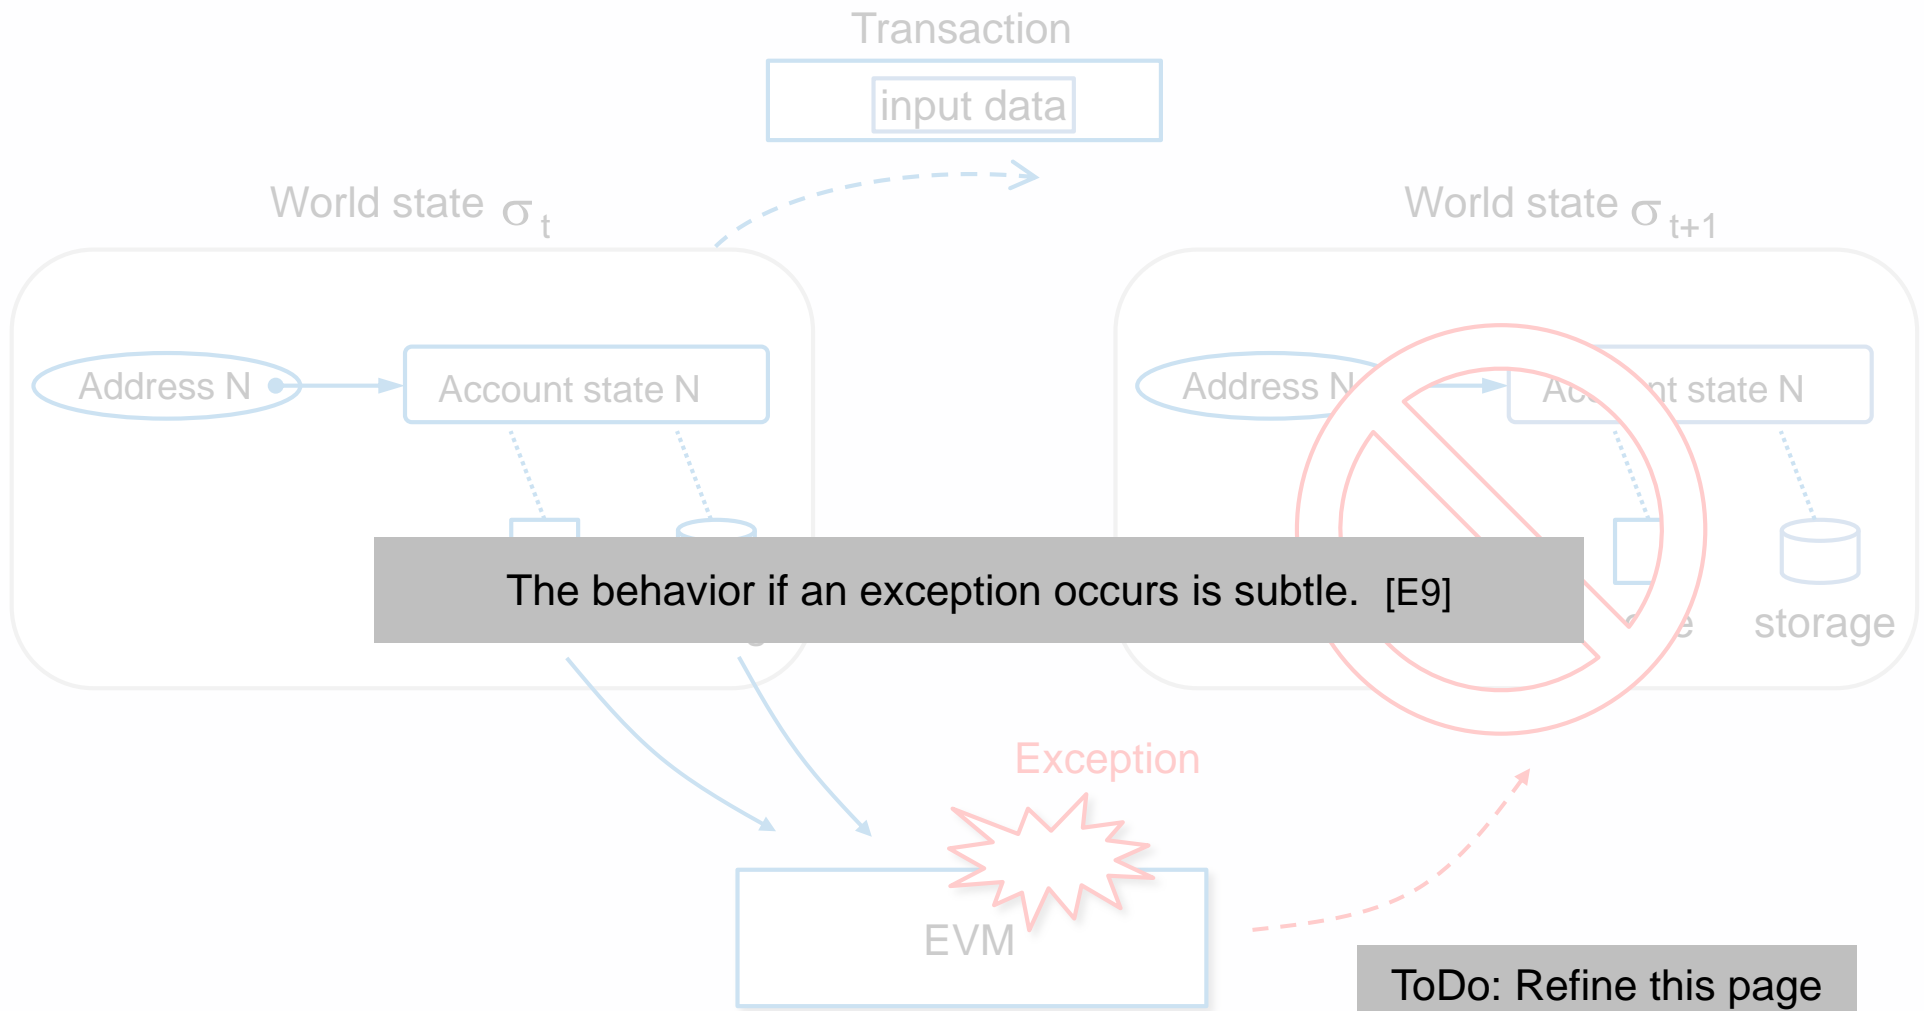 Transaction
input data
World state σ t
World state σ t+1
Address N
Account state N
Address N
Account state N
The behavior if an exception occurs is subtle. [E9]
storage
Exception
EVM
ToDo: Refine this page